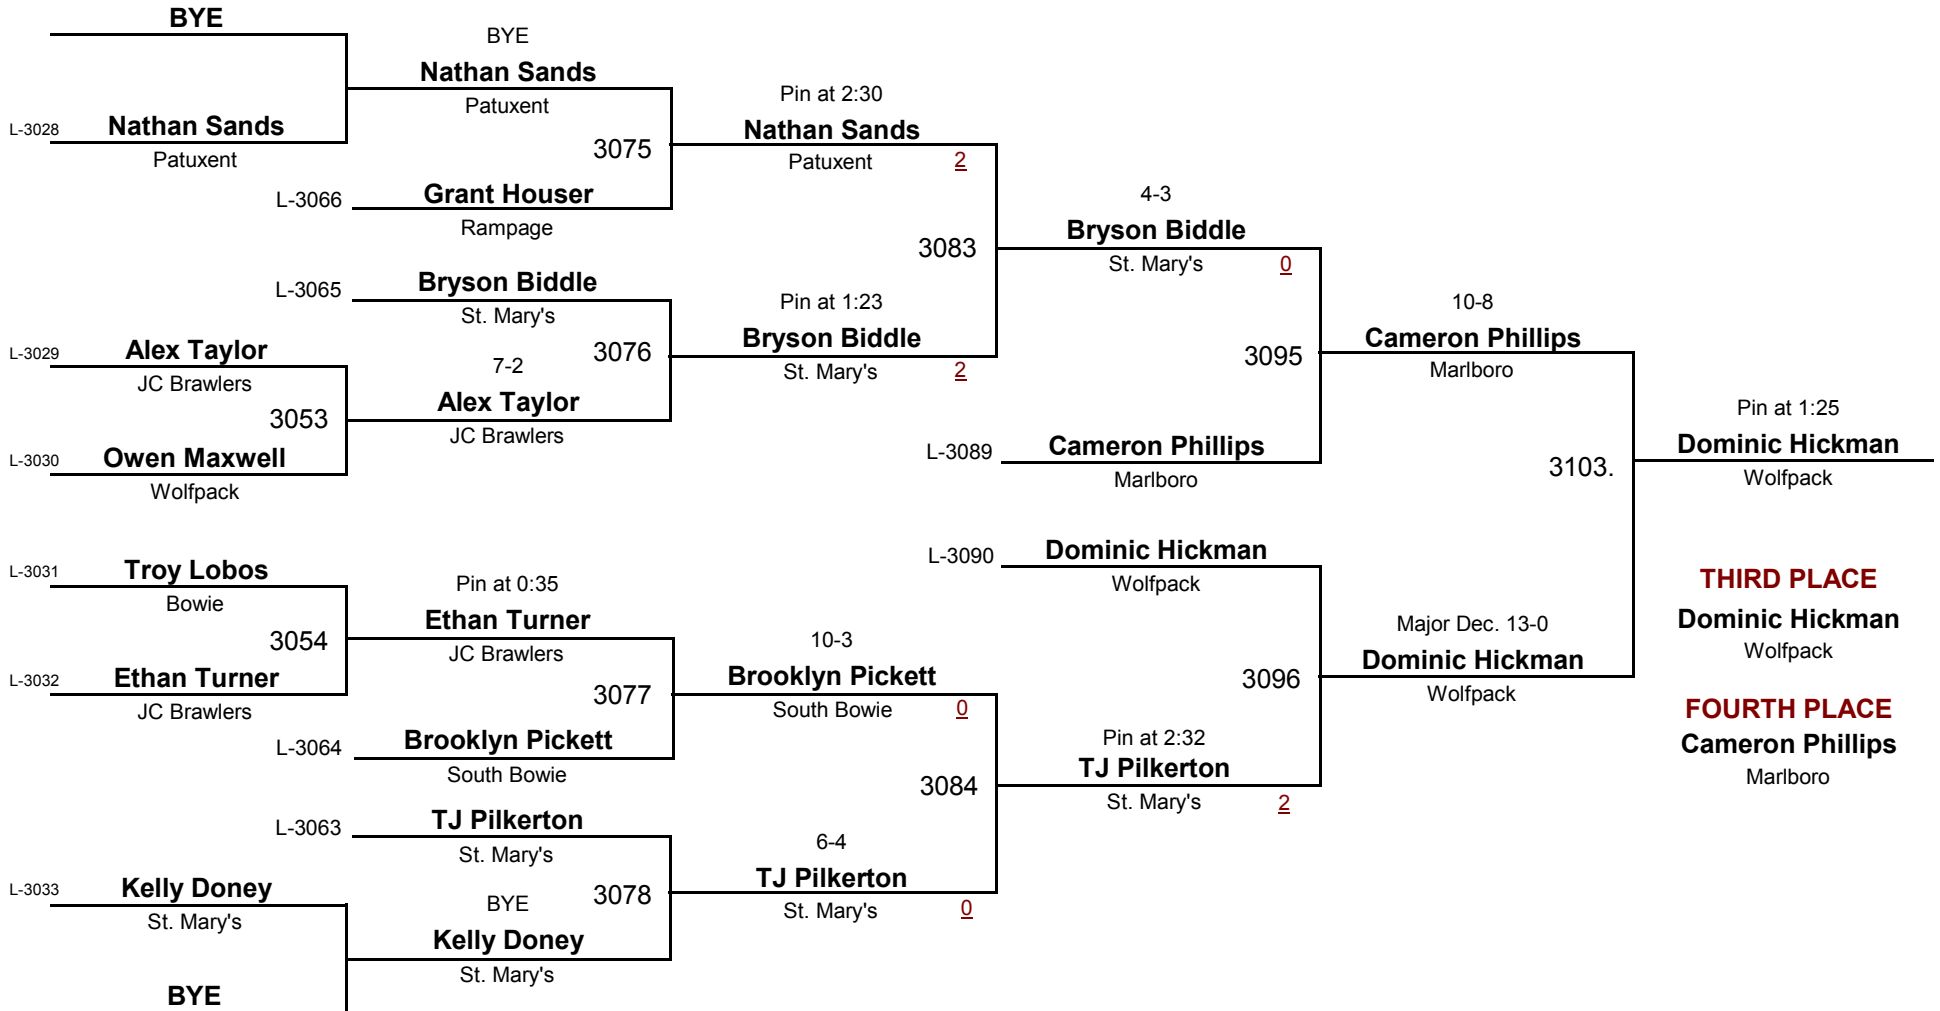 BYE
BYE
Nathan Sands
Patuxent
Pin at 2:30
L-3028 Nathan Sands
Patuxent
3075
Nathan Sands
Patuxent 2
L-3066 Grant Houser
Rampage
4-3
Bryson Biddle
St. Mary's 0
3083
L-3065 Bryson Biddle
St. Mary's
Pin at 1:23
Bryson Biddle
St. Mary's 2
10-8
Cameron Phillips
Marlboro
L-3029 Alex Taylor
JC Brawlers
7-2
3076
3095
Alex Taylor
JC Brawlers
3053
L-3030 Owen Maxwell
Wolfpack
L-3089 Cameron Phillips
Marlboro
3103.
Pin at 1:25
Dominic Hickman
Wolfpack
L-3031 Troy Lobos
Bowie
Pin at 0:35
L-3090 Dominic Hickman
Wolfpack
THIRD PLACE
Dominic Hickman
Wolfpack
3054
Ethan Turner
JC Brawlers
10-3
Major Dec. 13-0
L-3032 Ethan Turner
JC Brawlers
3077
Brooklyn Pickett
South Bowie 0
3096
Dominic Hickman
Wolfpack
FOURTH PLACE
Cameron Phillips
Marlboro
L-3064 Brooklyn Pickett
South Bowie
Pin at 2:32
TJ Pilkerton
St. Mary's 2
3084
L-3063 TJ Pilkerton
St. Mary's
6-4
L-3033 Kelly Doney
St. Mary's
BYE
3078
TJ Pilkerton
St. Mary's 0
Kelly Doney
St. Mary's
BYE